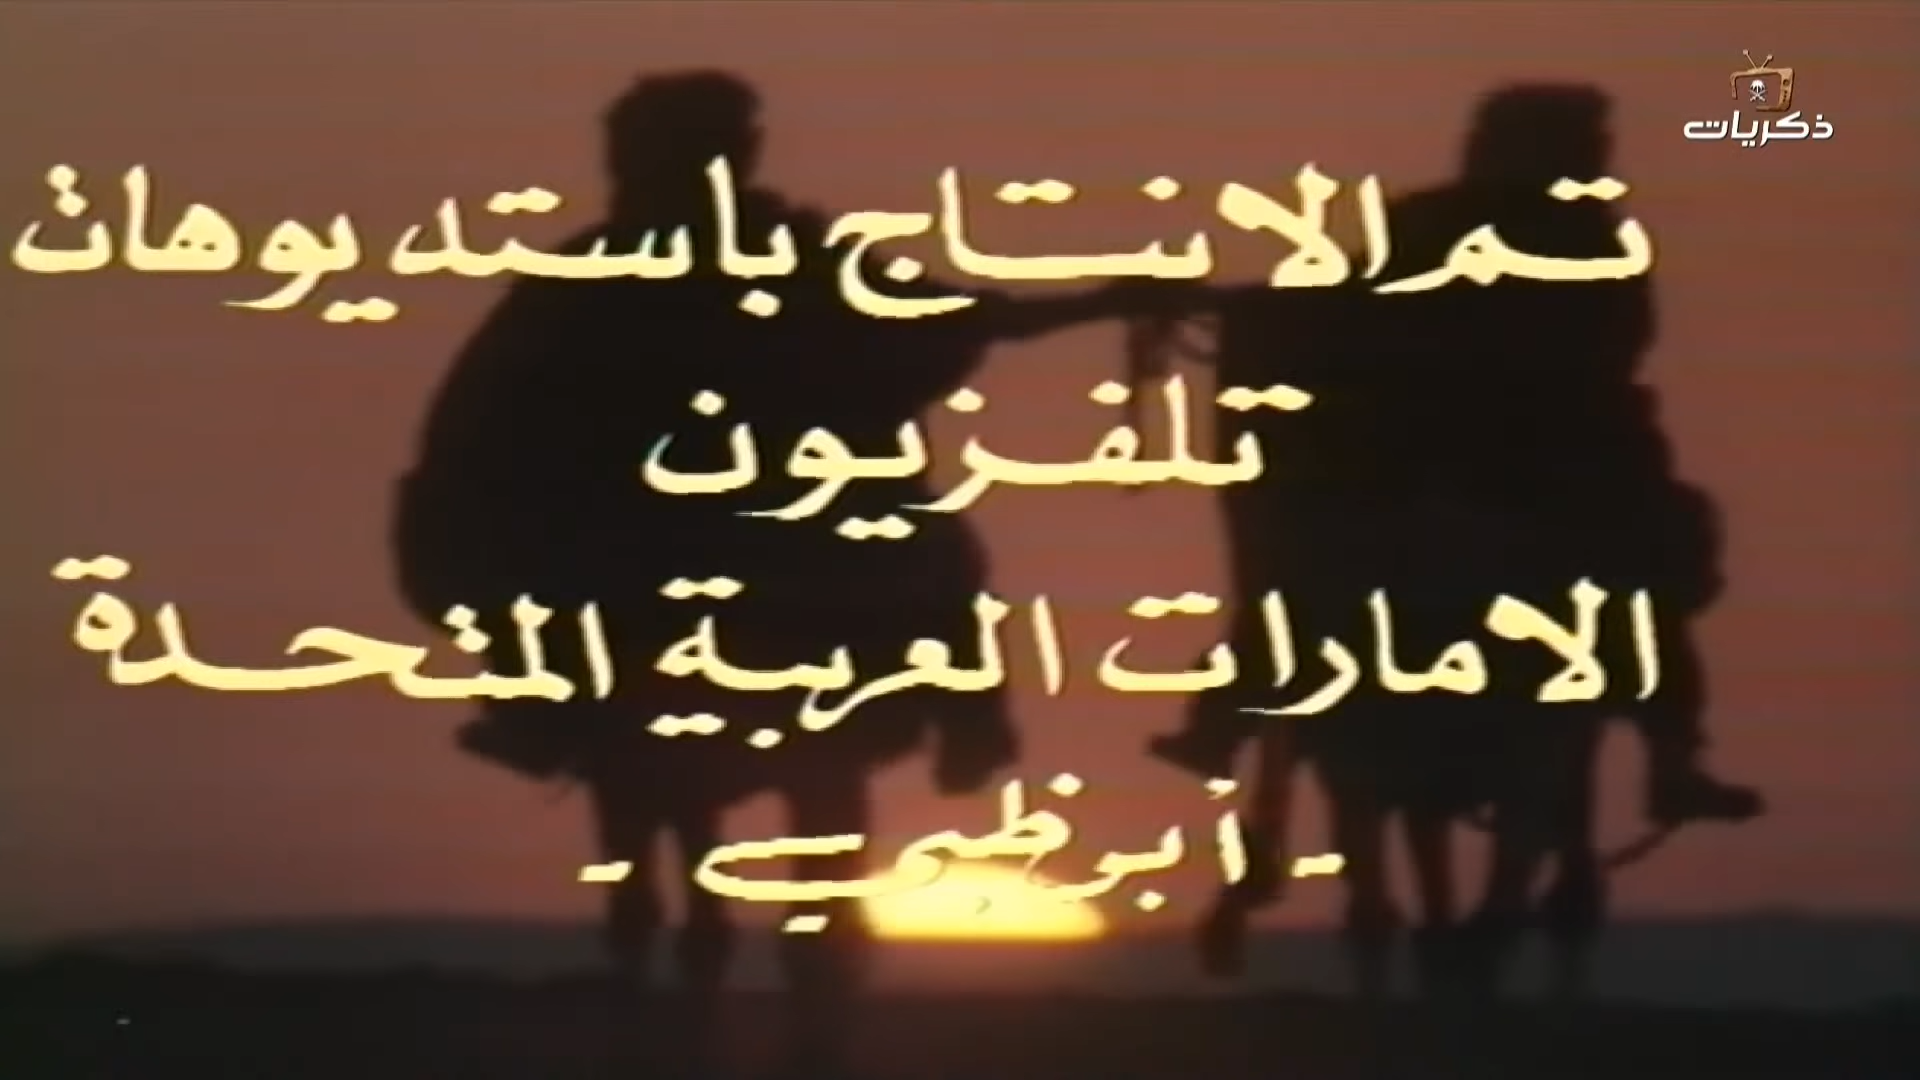 ذكريات
تم الانتاج باستديوهات
تلفزيون
الامارات العربية المتحدة
- أبوظبي -